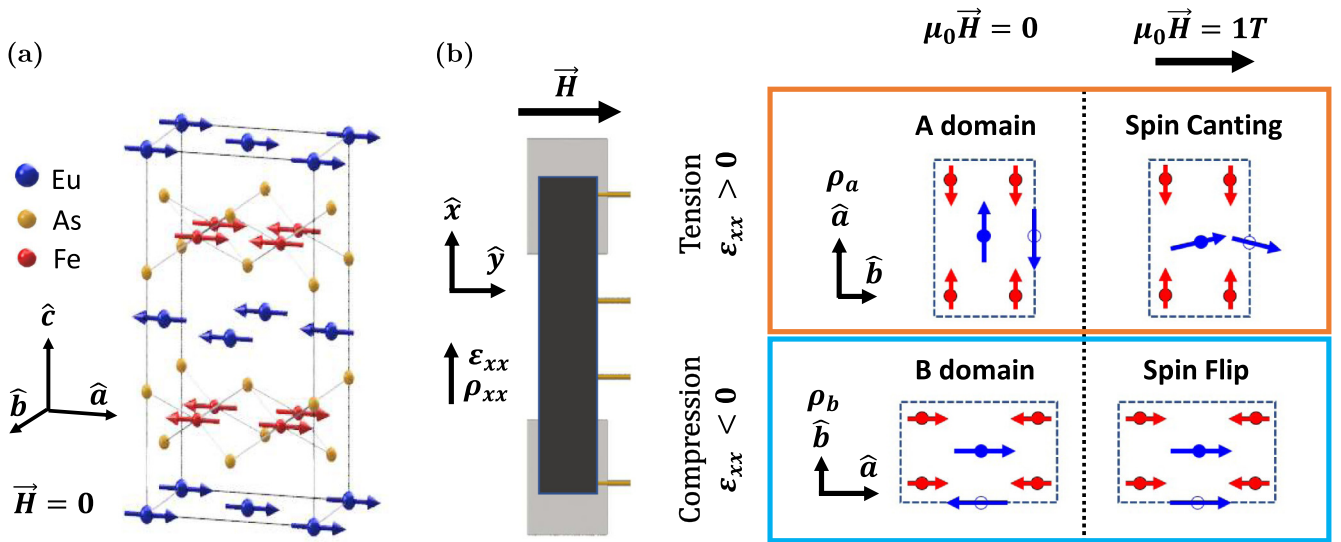 (a)
Eu
As
Fe
ĉ
b̂
â
H⃗ = 0
(b)
H⃗
x̂
ŷ
εxx
ρxx
μ₀H⃗ = 0
μ₀H⃗ = 1T
Tension
εxx > 0
A domain
Spin Canting
ρa
â
b̂
Compression
εxx < 0
B domain
Spin Flip
ρb
b̂
â